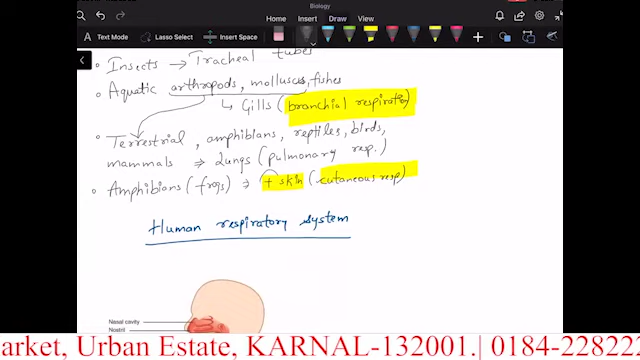 Biology
Home Insert Draw View
Text Mode Lasso Select Insert Space
• Insects → Tracheal tubes
• Aquatic arthropods, molluscs, fishes
↳ Gills (branchial respiration)
• Terrestrial, amphibians, reptiles, birds,
mammals ⇒ Lungs (pulmonary resp.)
• Amphibians (frogs) ⇒ + skin (cutaneous resp)
Human respiratory system
Nasal cavity
Nostril
arket, Urban Estate, KARNAL-132001.| 0184-22822